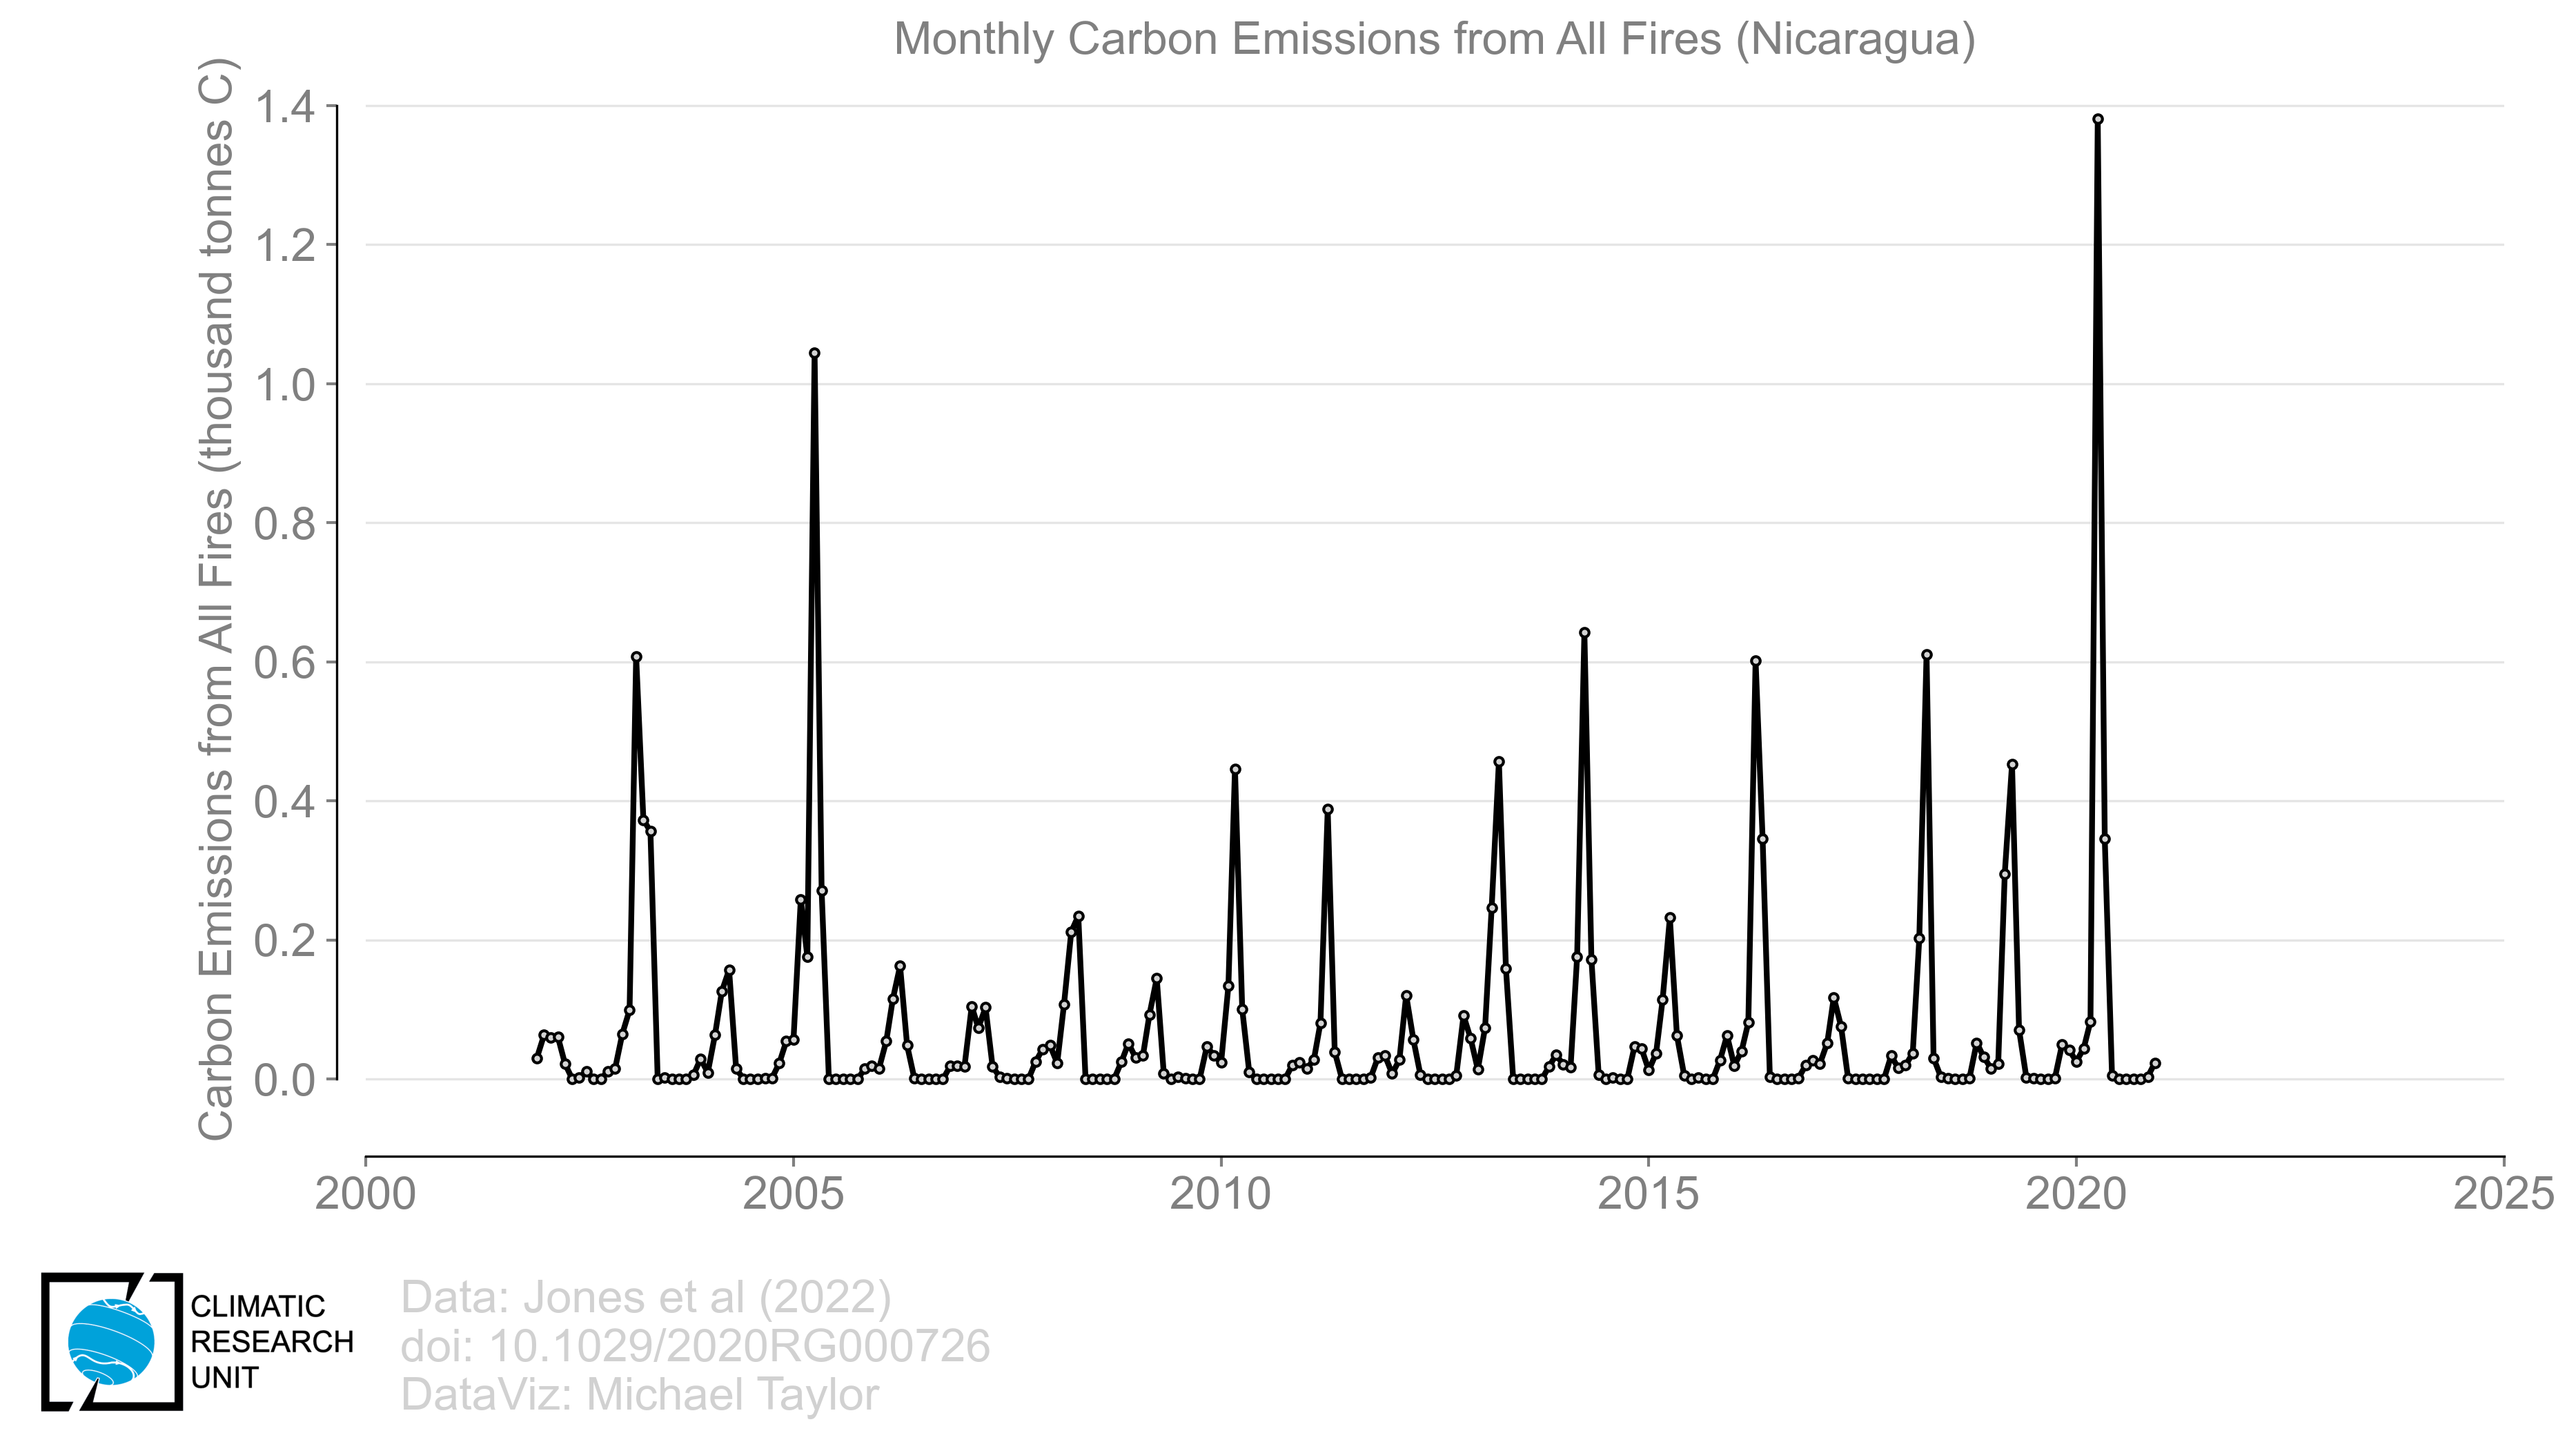 Monthly Carbon Emissions from All Fires (Nicaragua)
Carbon Emissions from All Fires (thousand tonnes C)
1.4
1.2
1.0
0.8
0.6
0.4
0.2
0.0
2000 2005 2010 2015 2020 2025
CLIMATIC
RESEARCH
UNIT
Data: Jones et al (2022)
doi: 10.1029/2020RG000726
DataViz: Michael Taylor